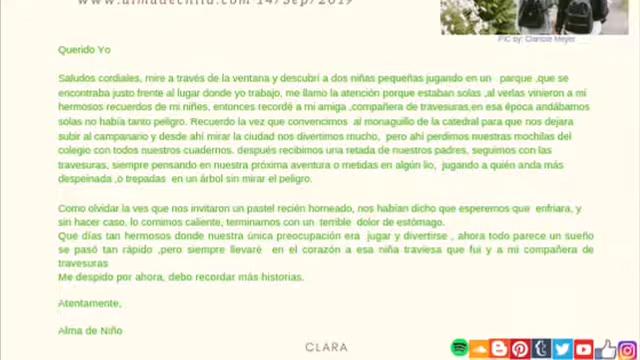 www.almadechild.com 14/Sep/2019
PIC by: Clarisse Meyer
Querido Yo
Saludos cordiales, mire a través de la ventana y descubrí a dos niñas pequeñas jugando en un parque ,que se
encontraba justo frente al lugar donde yo trabajo, me llamo la atención porque estaban solas ,al verlas vinieron a mi
hermosos recuerdos de mi niñes, entonces recordé a mi amiga ,compañera de travesuras,en esa época andábamos
solas no había tanto peligro. Recuerdo la vez que convencimos al monaguillo de la catedral para que nos dejara
subir al campanario y desde ahí mirar la ciudad nos divertimos mucho, pero ahí perdimos nuestras mochilas del
colegio con todos nuestros cuadernos. después recibimos una retada de nuestros padres, seguimos con las
travesuras, siempre pensando en nuestra próxima aventura o metidas en algún lio, jugando a quién anda más
despeinada ,o trepadas en un árbol sin mirar el peligro.
Como olvidar la ves que nos invitaron un pastel recién horneado, nos habían dicho que esperemos que enfriara, y
sin hacer caso, lo comimos caliente, terminamos con un terrible dolor de estómago.
Que días tan hermosos donde nuestra única preocupación era jugar y divertirse , ahora todo parece un sueño
se pasó tan rápido ,pero siempre llevaré en el corazón a esa niña traviesa que fui y a mi compañera de
travesuras
Me despido por ahora, debo recordar más historias.
Atentamente,
Alma de Niño
CLARA